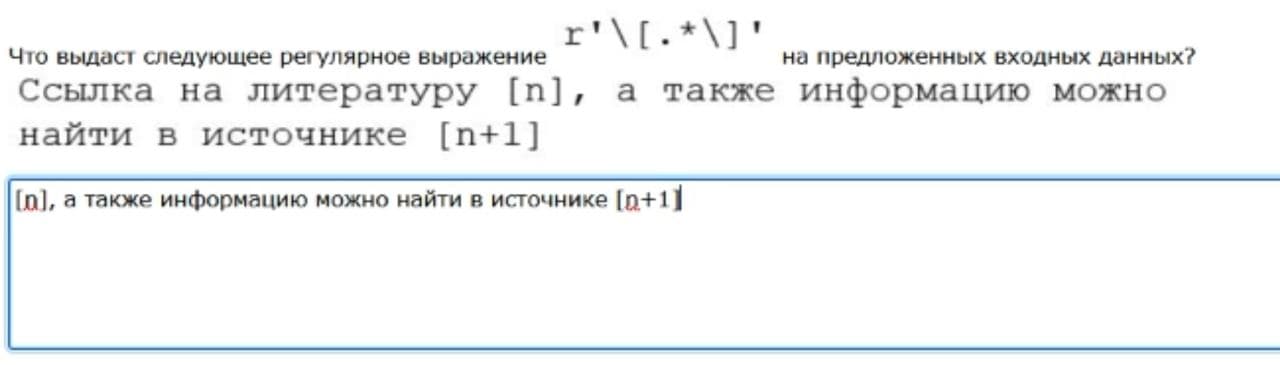 Что выдаст следующее регулярное выражение r'\[.*\]' на предложенных входных данных?
Ссылка на литературу [n], а также информацию можно
найти в источнике [n+1]
[n], а также информацию можно найти в источнике [n+1]